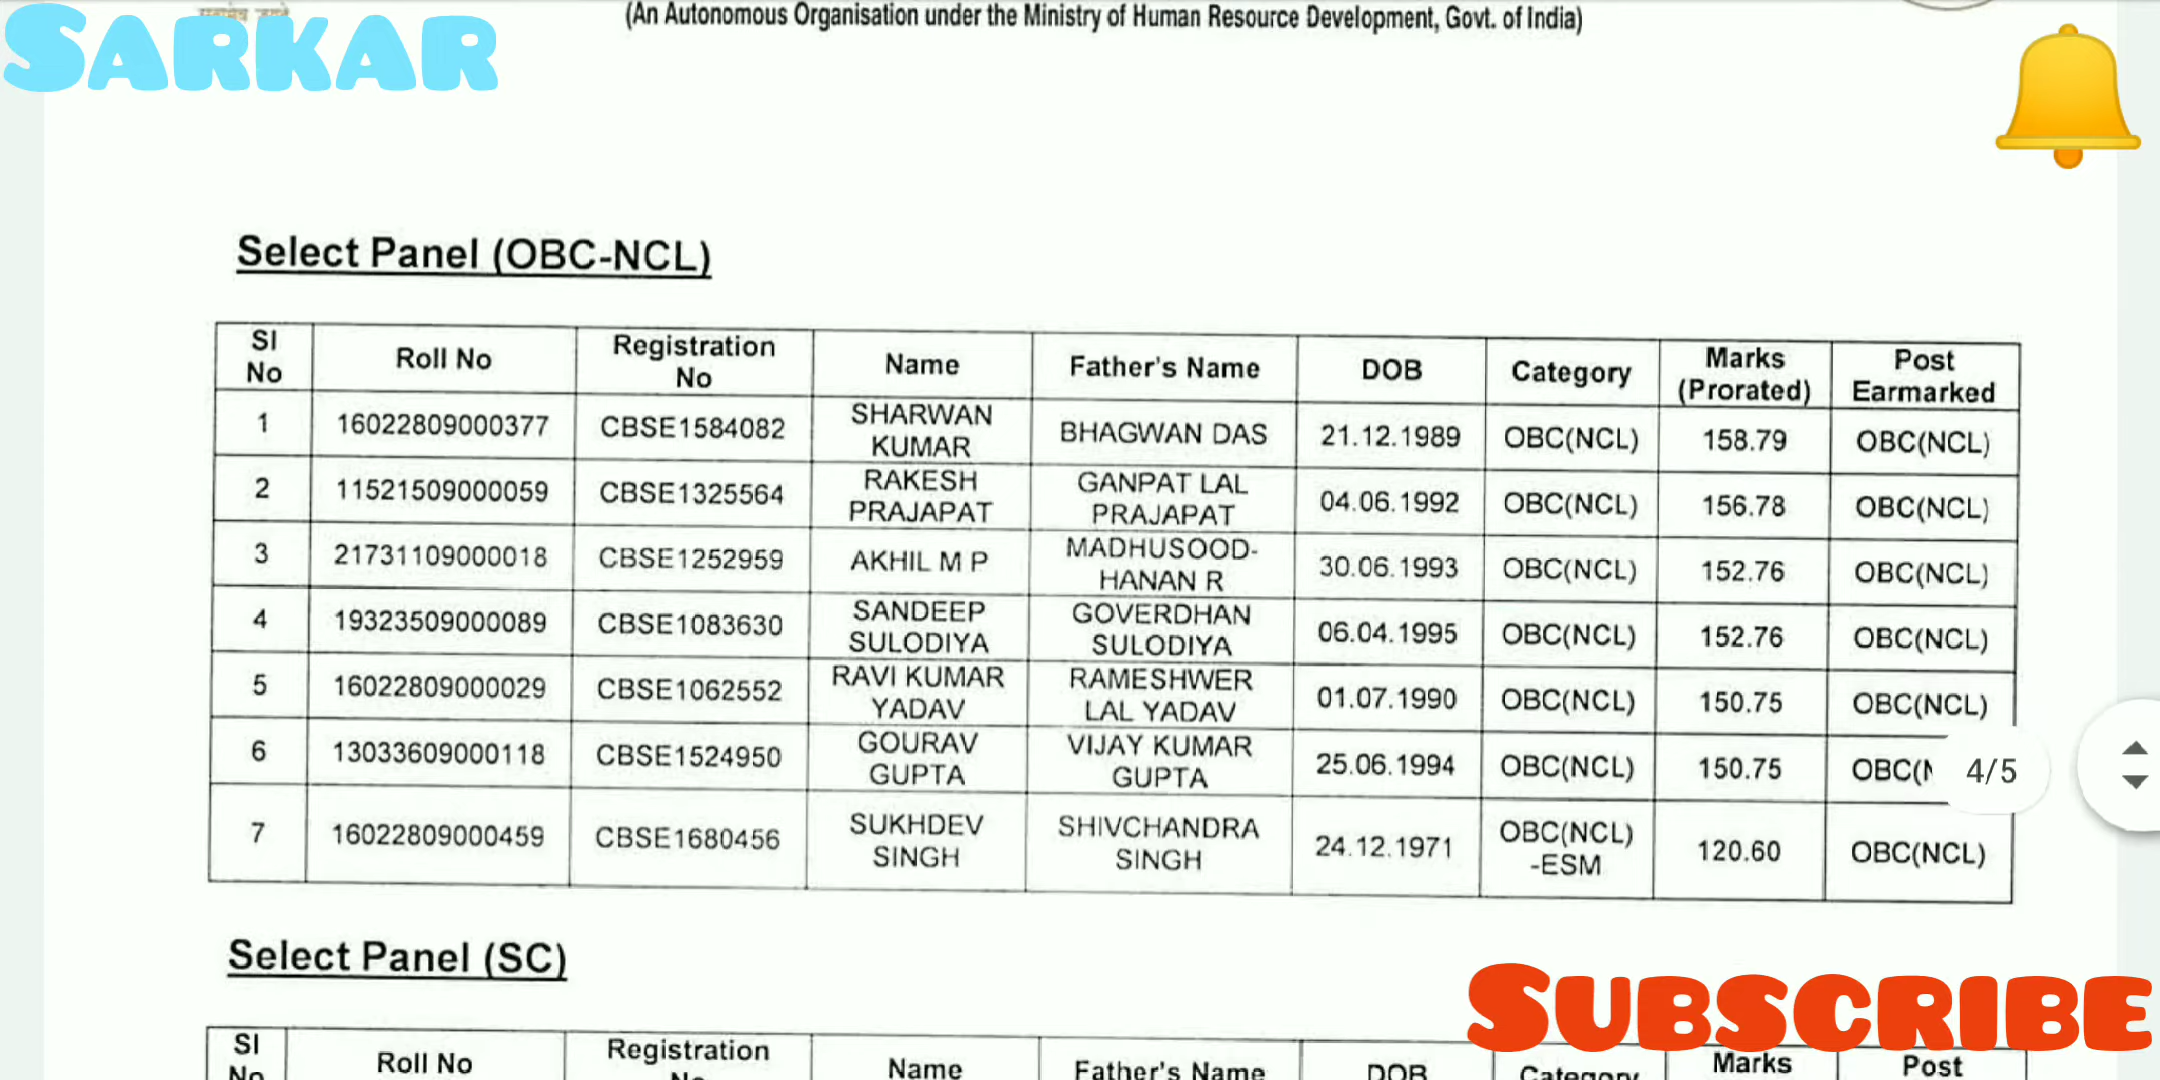 (An Autonomous Organisation under the Ministry of Human Resource Development, Govt. of India)
SARKAR
Select Panel (OBC-NCL)
Sl No Roll No Registration No Name Father's Name DOB Category Marks (Prorated) Post Earmarked
1 16022809000377 CBSE1584082 SHARWAN KUMAR BHAGWAN DAS 21.12.1989 OBC(NCL) 158.79 OBC(NCL)
2 11521509000059 CBSE1325564 RAKESH PRAJAPAT GANPAT LAL PRAJAPAT 04.06.1992 OBC(NCL) 156.78 OBC(NCL)
3 21731109000018 CBSE1252959 AKHIL M P MADHUSOOD-HANAN R 30.06.1993 OBC(NCL) 152.76 OBC(NCL)
4 19323509000089 CBSE1083630 SANDEEP SULODIYA GOVERDHAN SULODIYA 06.04.1995 OBC(NCL) 152.76 OBC(NCL)
5 16022809000029 CBSE1062552 RAVI KUMAR YADAV RAMESHWER LAL YADAV 01.07.1990 OBC(NCL) 150.75 OBC(NCL)
6 13033609000118 CBSE1524950 GOURAV GUPTA VIJAY KUMAR GUPTA 25.06.1994 OBC(NCL) 150.75 OBC(
4/5
7 16022809000459 CBSE1680456 SUKHDEV SINGH SHIVCHANDRA SINGH 24.12.1971 OBC(NCL) -ESM 120.60 OBC(NCL)
Select Panel (SC)
SUBSCRIBE
Sl No Roll No Registration No Name Father's Name DOB Category Marks Post